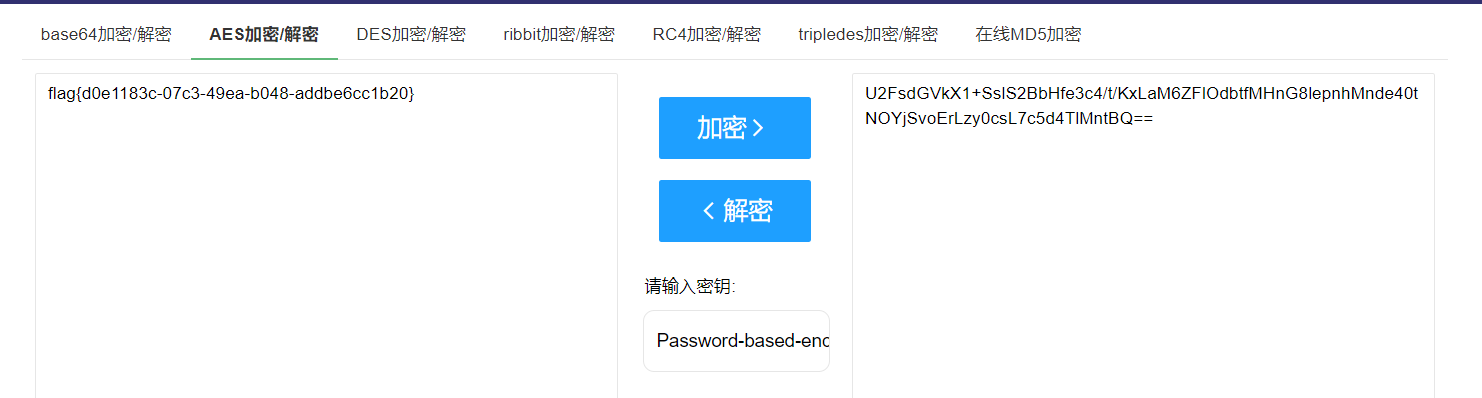 base64加密/解密 AES加密/解密 DES加密/解密 ribbit加密/解密 RC4加密/解密 tripledes加密/解密 在线MD5加密
flag{d0e1183c-07c3-49ea-b048-addbe6cc1b20}
加密
解密
请输入密钥:
Password-based-enc
U2FsdGVkX1+SslS2BbHfe3c4/t/KxLaM6ZFlOdbtfMHnG8lepnhMnde40t
NOYjSvoErLzy0csL7c5d4TlMntBQ==